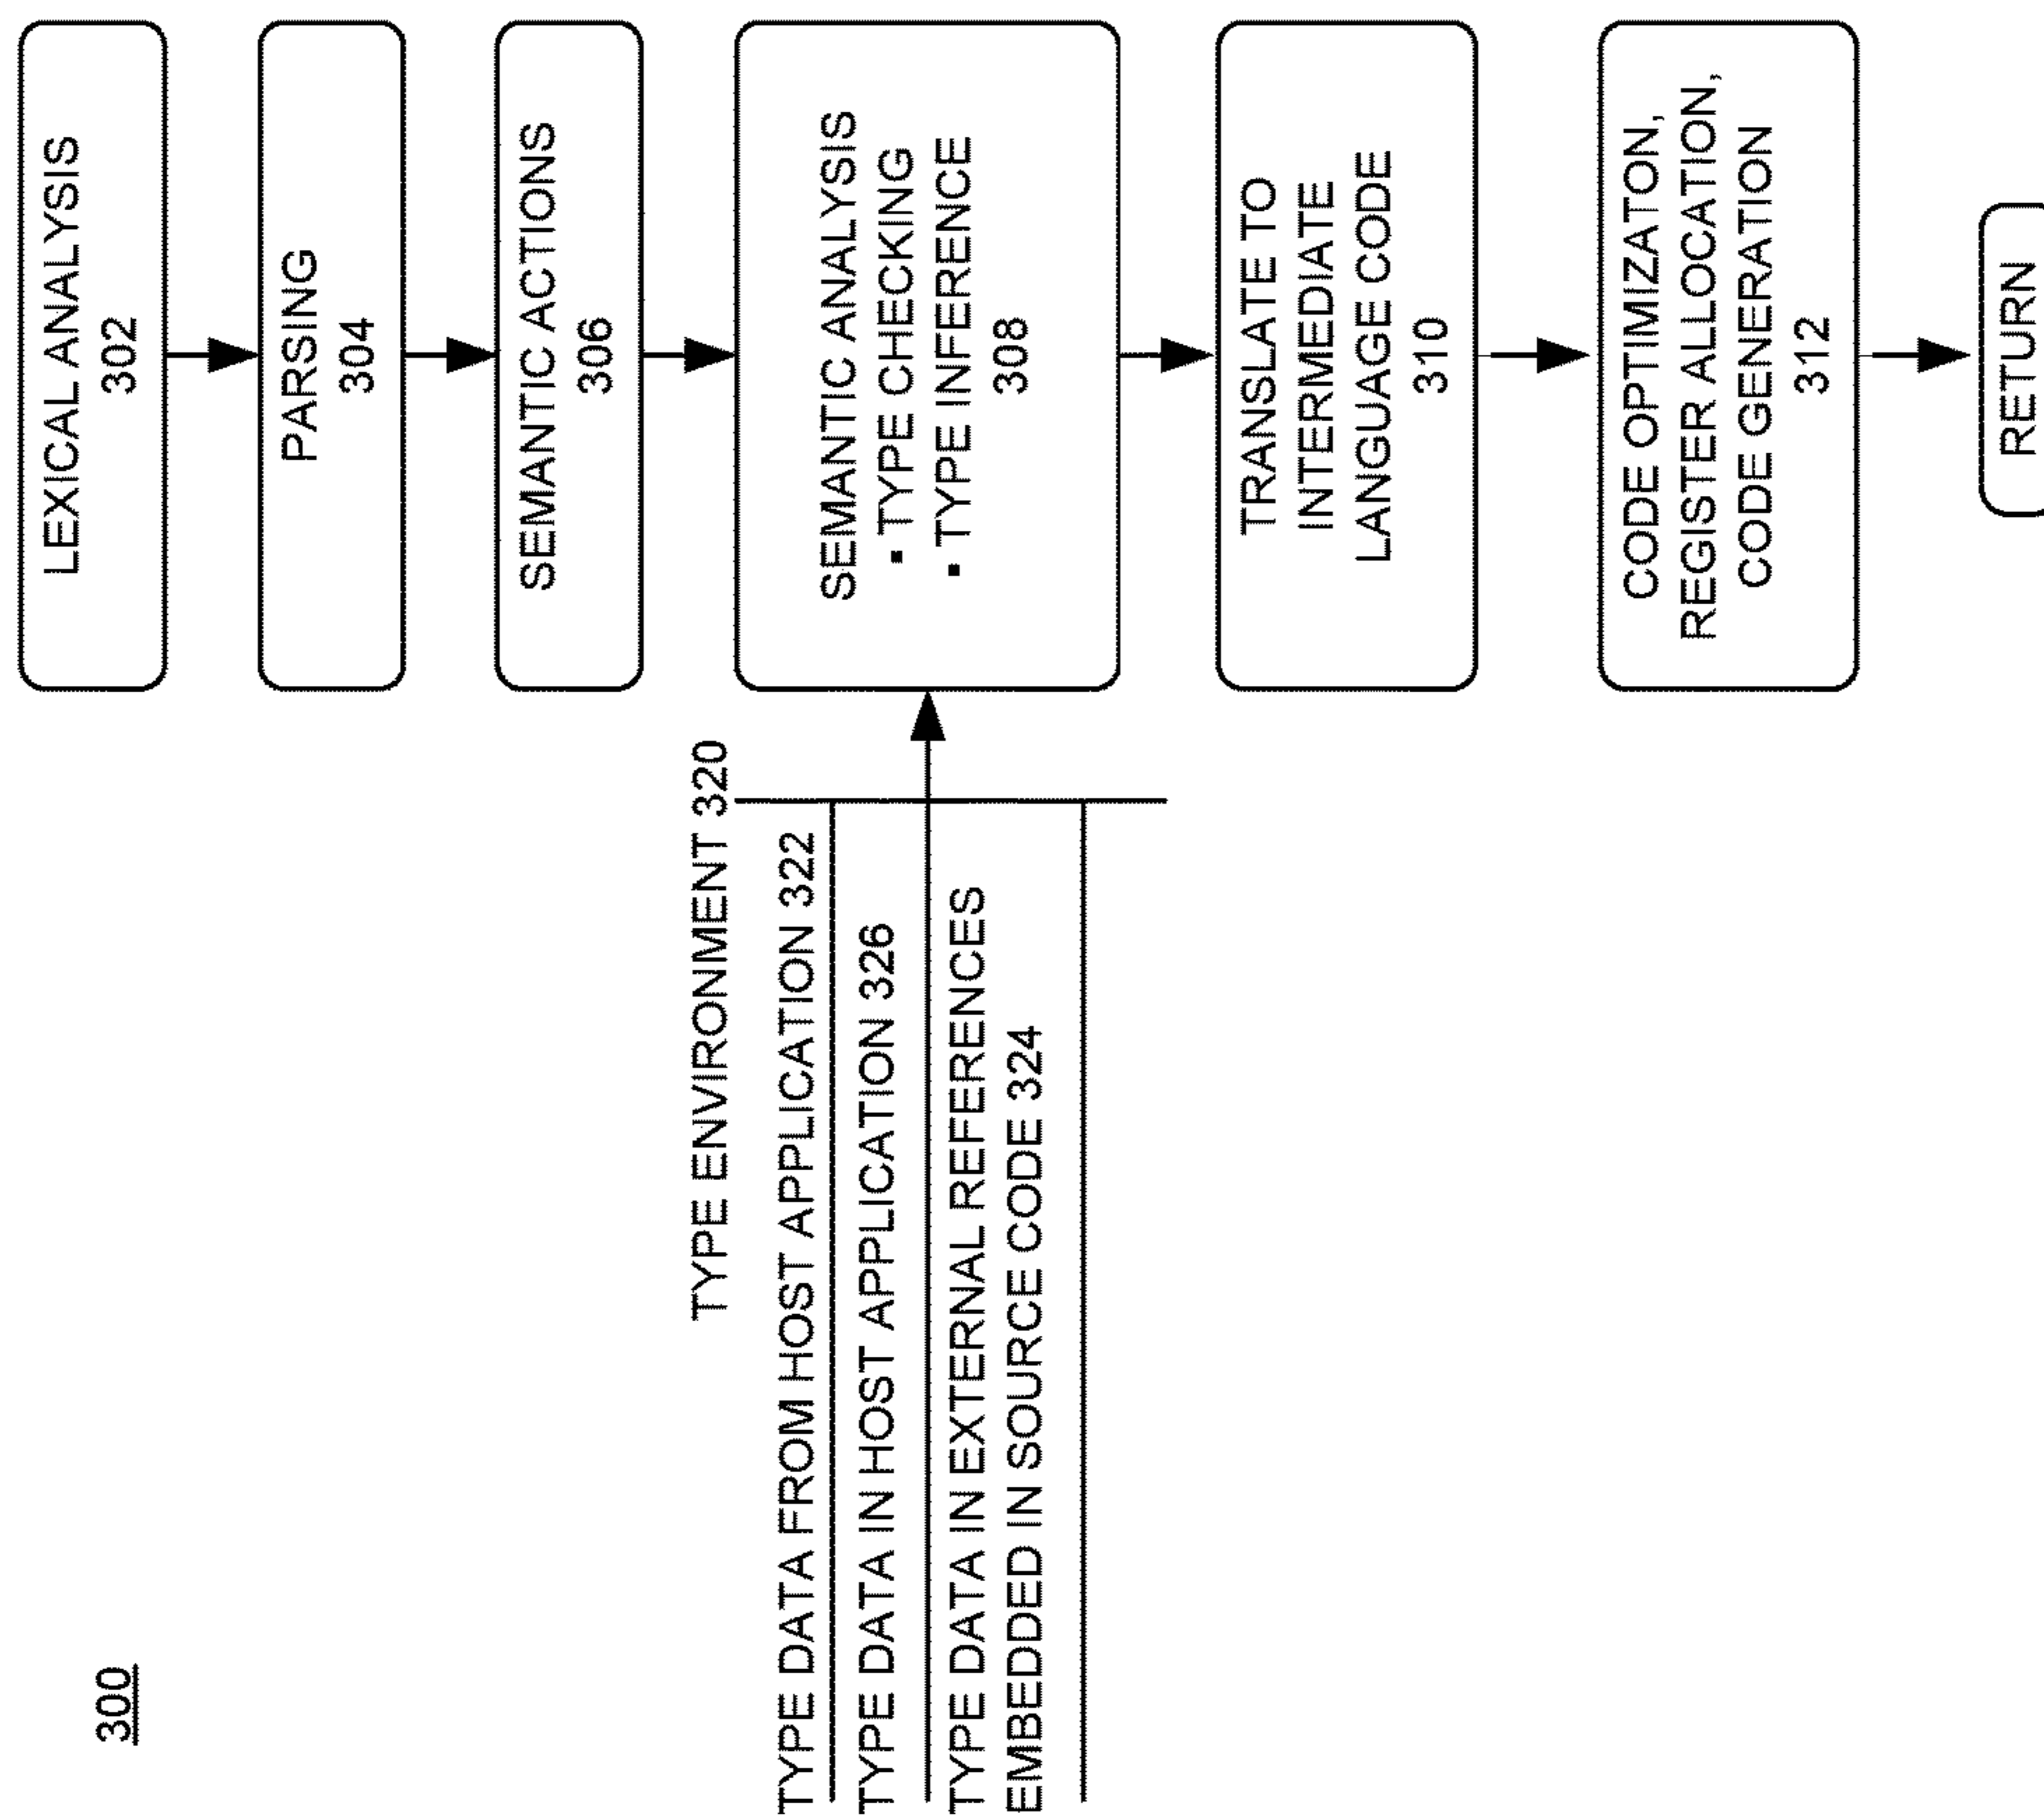 300
LEXICAL ANALYSIS
302
PARSING
304
SEMANTIC ACTIONS
306
TYPE ENVIRONMENT 320
TYPE DATA FROM HOST APPLICATION 322
TYPE DATA IN HOST APPLICATION 326
TYPE DATA IN EXTERNAL REFERENCES
EMBEDDED IN SOURCE CODE 324
SEMANTIC ANALYSIS
▪ TYPE CHECKING
▪ TYPE INFERENCE
308
TRANSLATE TO
INTERMEDIATE
LANGUAGE CODE
310
CODE OPTIMIZATON,
REGISTER ALLOCATION,
CODE GENERATION
312
RETURN